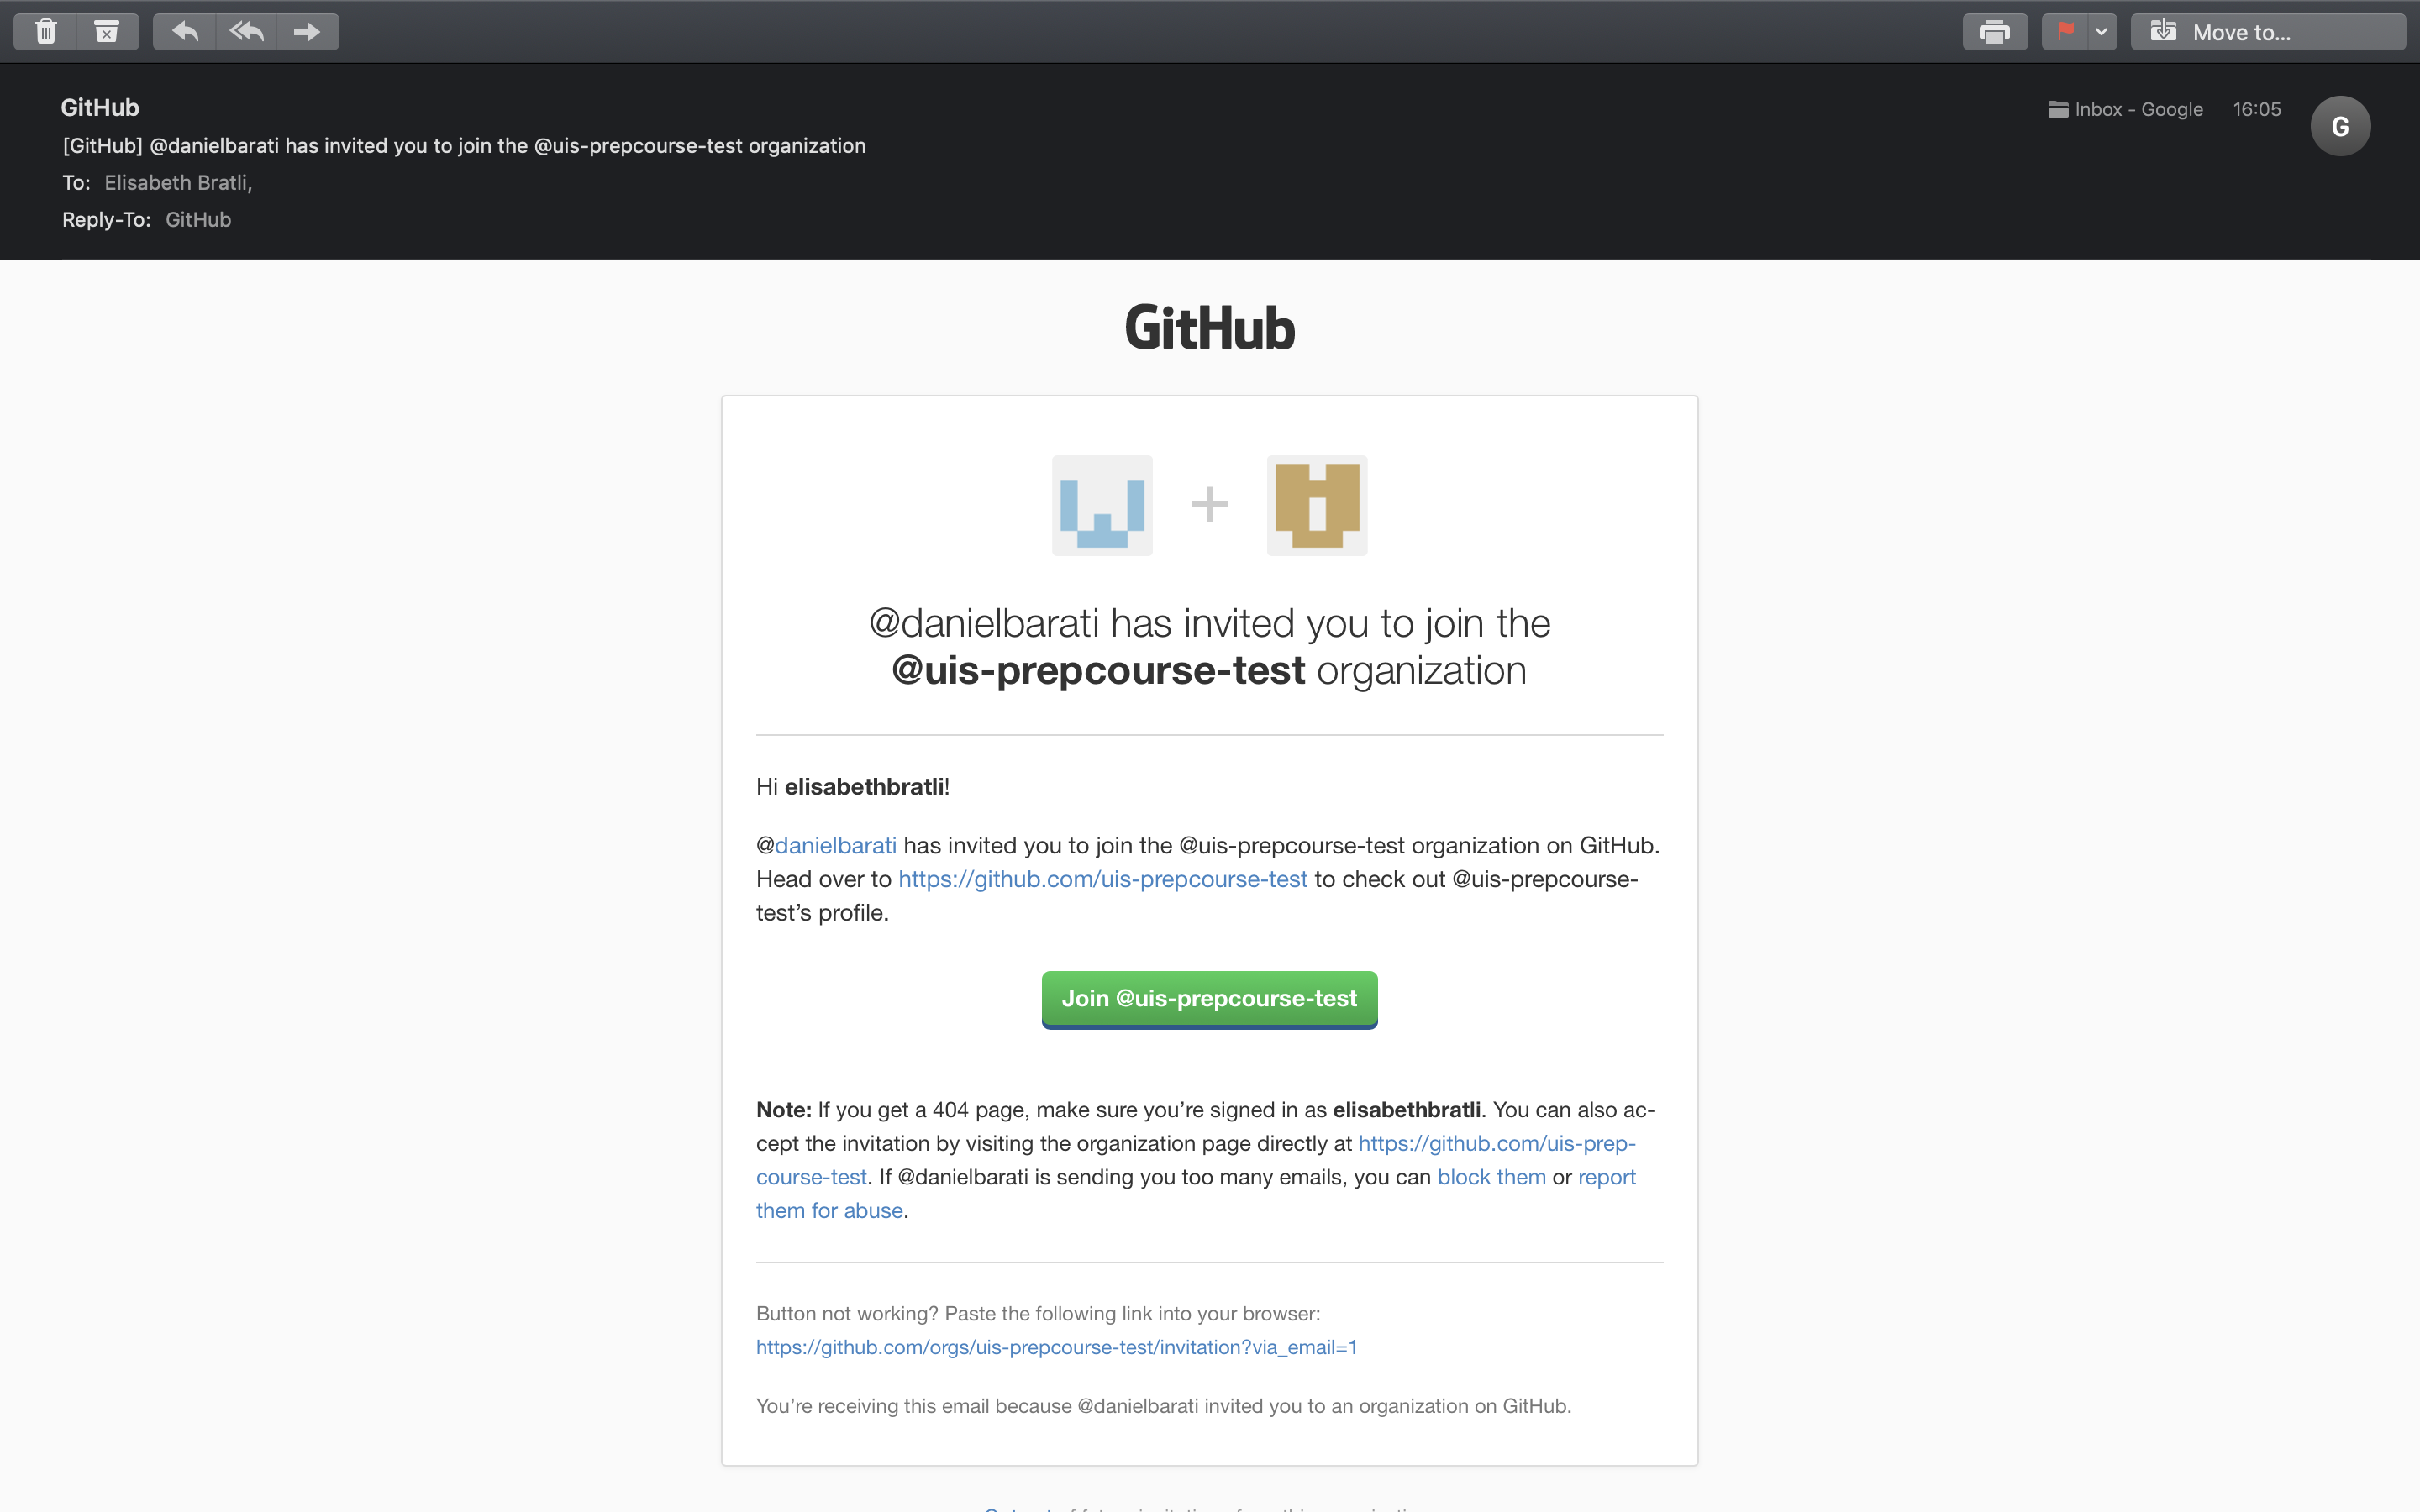 Move to...
GitHub
Inbox - Google 16:05
G
[GitHub] @danielbarati has invited you to join the @uis-prepcourse-test organization
To: Elisabeth Bratli,
Reply-To: GitHub
GitHub
@danielbarati has invited you to join the
@uis-prepcourse-test organization
Hi elisabethbratli!
@danielbarati has invited you to join the @uis-prepcourse-test organization on GitHub.
Head over to https://github.com/uis-prepcourse-test to check out @uis-prepcourse-
test’s profile.
Join @uis-prepcourse-test
Note: If you get a 404 page, make sure you’re signed in as elisabethbratli. You can also ac-
cept the invitation by visiting the organization page directly at https://github.com/uis-prep-
course-test. If @danielbarati is sending you too many emails, you can block them or report
them for abuse.
Button not working? Paste the following link into your browser:
https://github.com/orgs/uis-prepcourse-test/invitation?via_email=1
You’re receiving this email because @danielbarati invited you to an organization on GitHub.